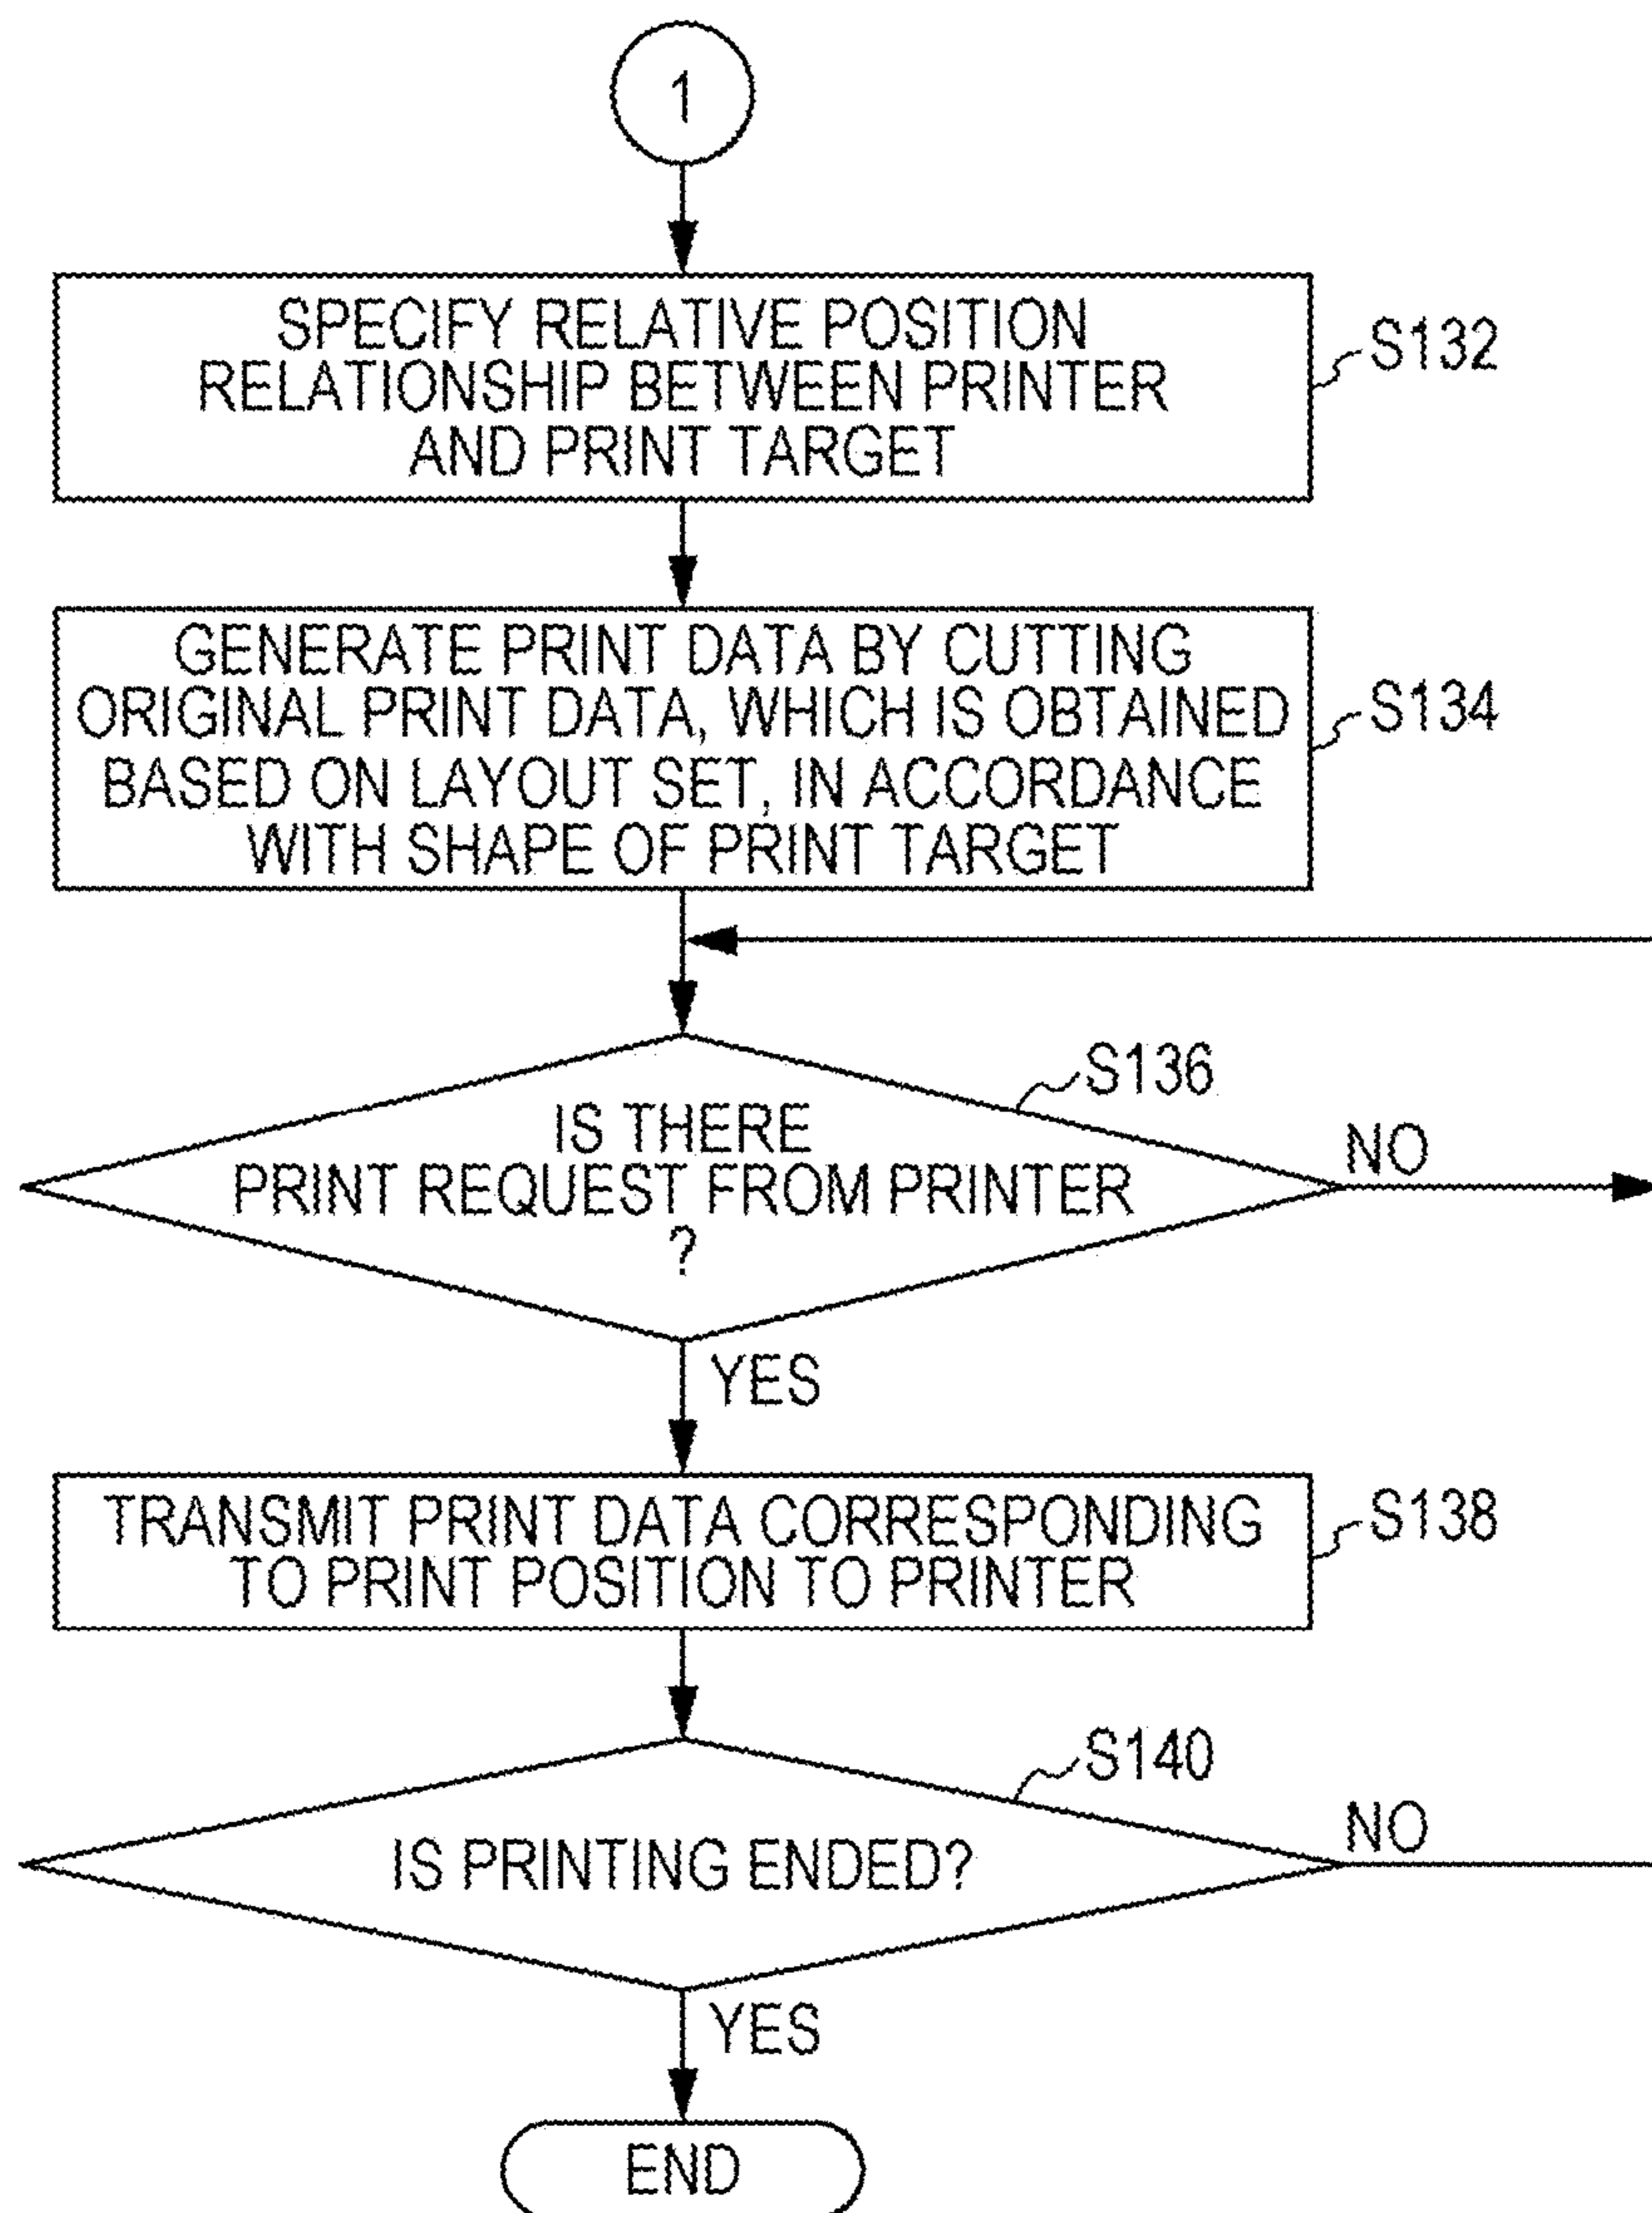 1
SPECIFY RELATIVE POSITION
RELATIONSHIP BETWEEN PRINTER
AND PRINT TARGET
S132
GENERATE PRINT DATA BY CUTTING
ORIGINAL PRINT DATA, WHICH IS OBTAINED
BASED ON LAYOUT SET, IN ACCORDANCE
WITH SHAPE OF PRINT TARGET
S134
S136
IS THERE
PRINT REQUEST FROM PRINTER
?
NO
YES
TRANSMIT PRINT DATA CORRESPONDING
TO PRINT POSITION TO PRINTER
S138
S140
IS PRINTING ENDED?
NO
YES
END